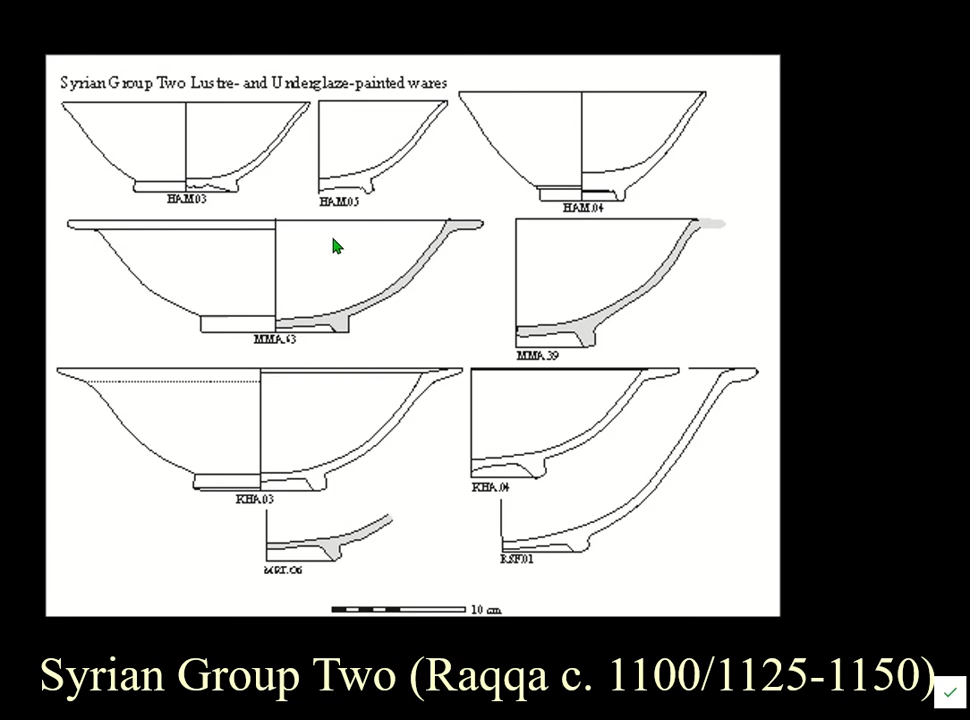 Syrian Group Two Lustre- and Underglaze-painted wares
HAM.03
HAM.05
HAM.04
MMA.43
MMA.39
KHA.03
KHA.04
RSF.01
10 cm
Syrian Group Two (Raqqa c. 1100/1125-1150)